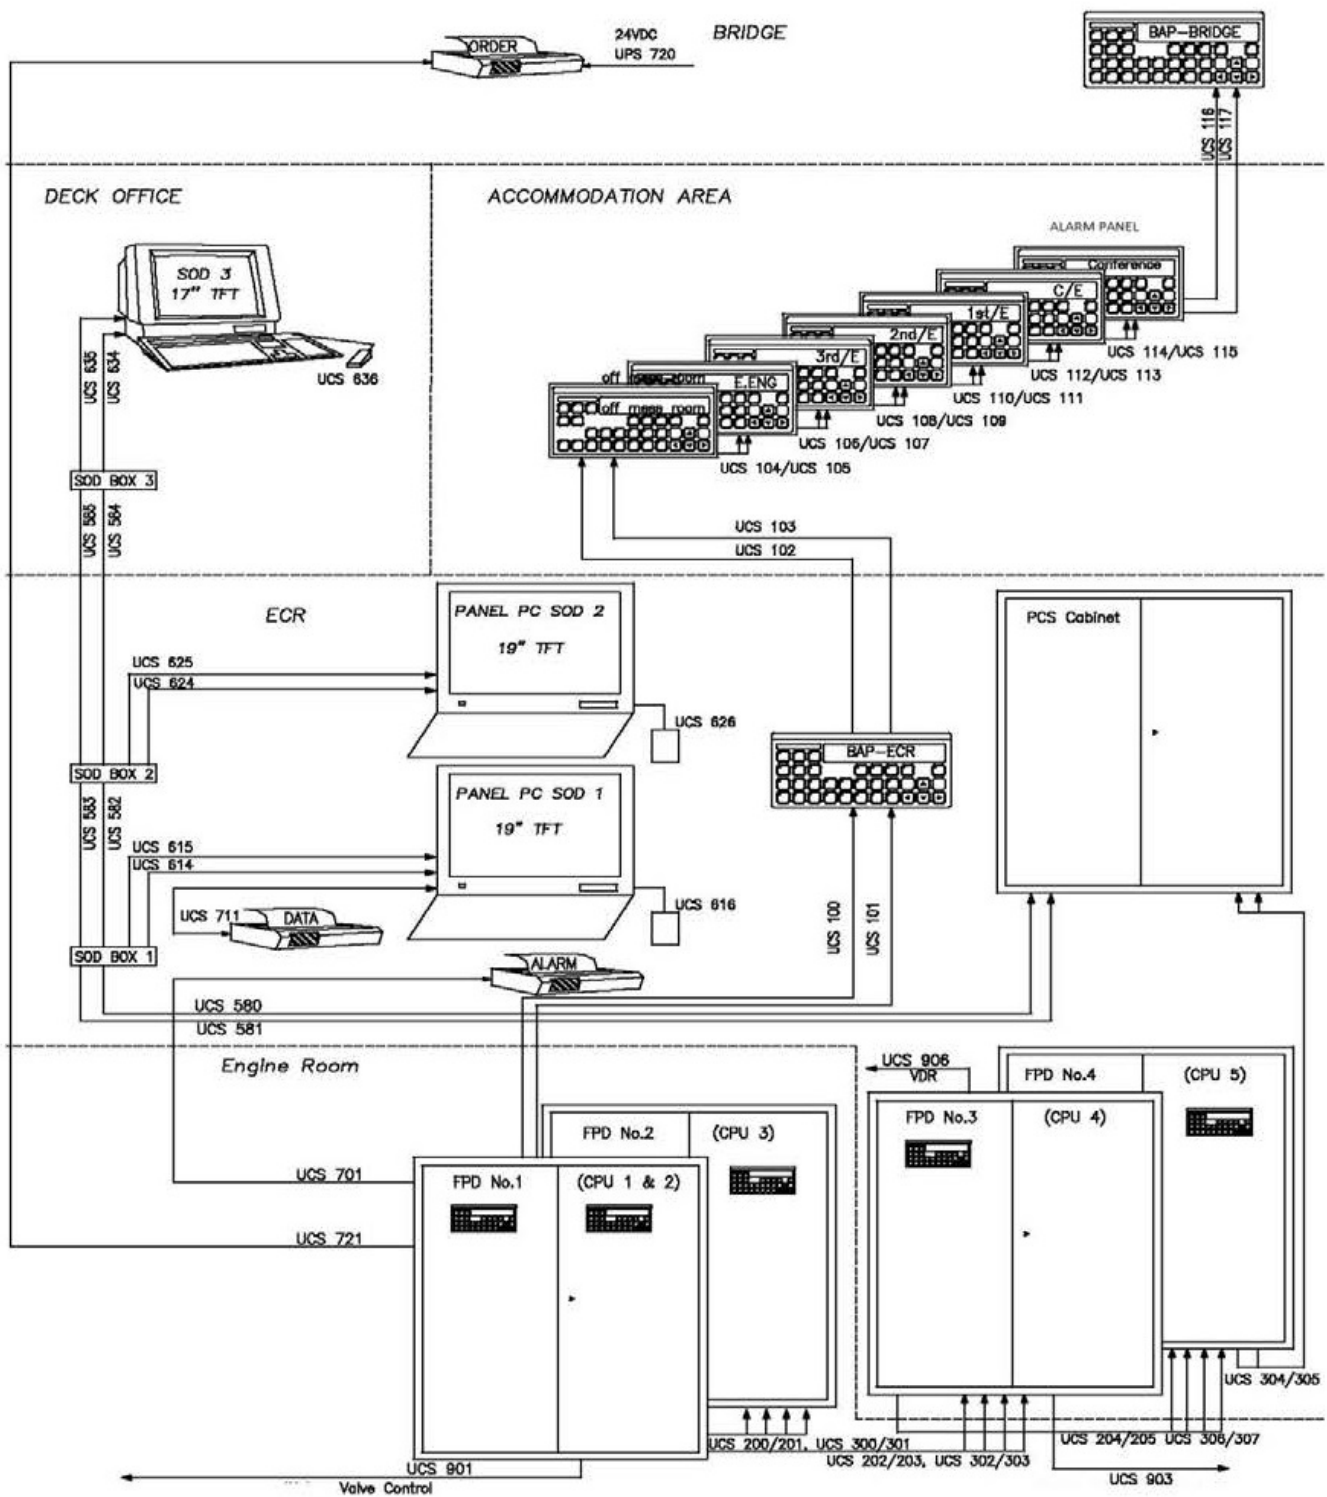 ORDER
24VDC
UPS 720
BRIDGE
BAP-BRIDGE
UCS 116
UCS 117
DECK OFFICE
ACCOMMODATION AREA
ALARM PANEL
SOD 3
17" TFT
Conference
C/E
1st/E
2nd/E
3rd/E
E.ENG
off mess room
off mess room
UCS 635
UCS 634
UCS 636
UCS 114/UCS 115
UCS 112/UCS 113
UCS 110/UCS 111
UCS 108/UCS 109
UCS 106/UCS 107
UCS 104/UCS 105
SOD BOX 3
UCS 585
UCS 584
UCS 103
UCS 102
ECR
PANEL PC SOD 2
19" TFT
PCS Cabinet
UCS 625
UCS 624
UCS 626
SOD BOX 2
BAP-ECR
UCS 583
UCS 582
PANEL PC SOD 1
19" TFT
UCS 615
UCS 614
UCS 711
DATA
UCS 616
UCS 100
UCS 101
SOD BOX 1
ALARM
UCS 580
UCS 581
Engine Room
UCS 906
VDR
FPD No.4
(CPU 5)
FPD No.3
(CPU 4)
FPD No.2
(CPU 3)
UCS 701
FPD No.1
(CPU 1 & 2)
UCS 721
UCS 304/305
UCS 200/201, UCS 300/301
UCS 204/205 UCS 306/307
UCS 202/203, UCS 302/303
UCS 901
UCS 903
Valve Control